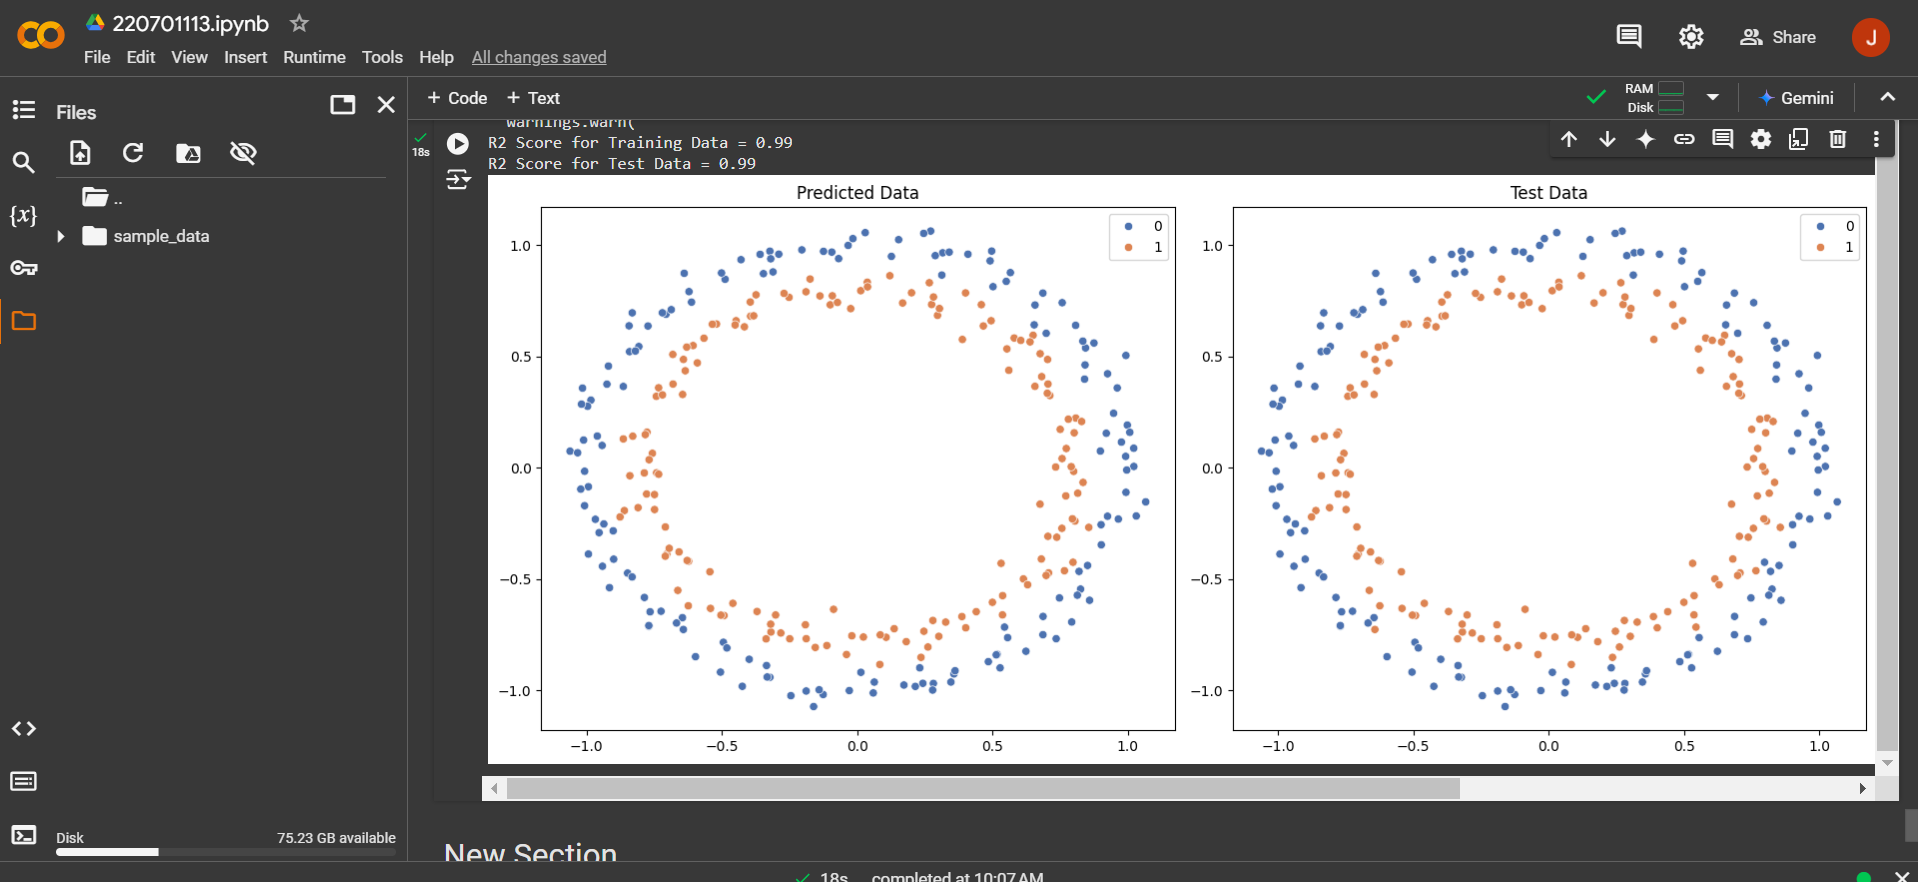 220701113.ipynb
File Edit View Insert Runtime Tools Help All changes saved
Share
J
Files
+ Code + Text
RAM
Disk
Gemini
..
sample_data
{x}
18s
warnings.warn(
R2 Score for Training Data = 0.99
R2 Score for Test Data = 0.99
Predicted Data
0
1
1.0
0.5
0.0
−0.5
−1.0
−1.0 −0.5 0.0 0.5 1.0
Test Data
0
1
1.0
0.5
0.0
−0.5
−1.0
−1.0 −0.5 0.0 0.5 1.0
Disk 75.23 GB available
New Section
18s completed at 10:07 AM